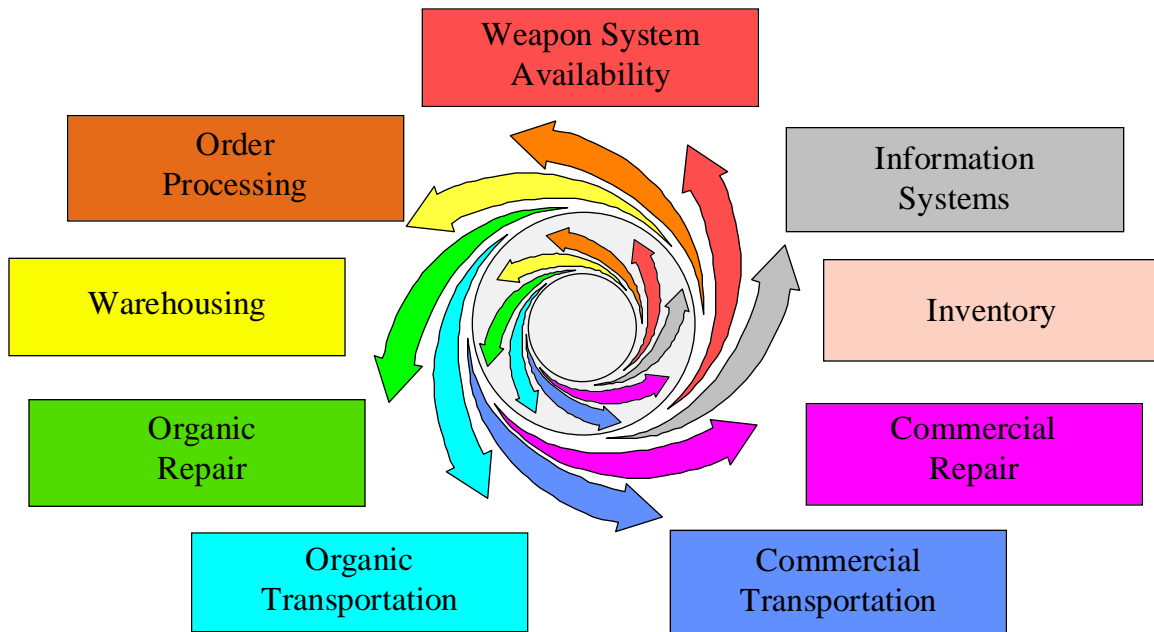 Weapon System
Availability
Order
Processing
Information
Systems
Warehousing
Inventory
Organic
Repair
Commercial
Repair
Organic
Transportation
Commercial
Transportation